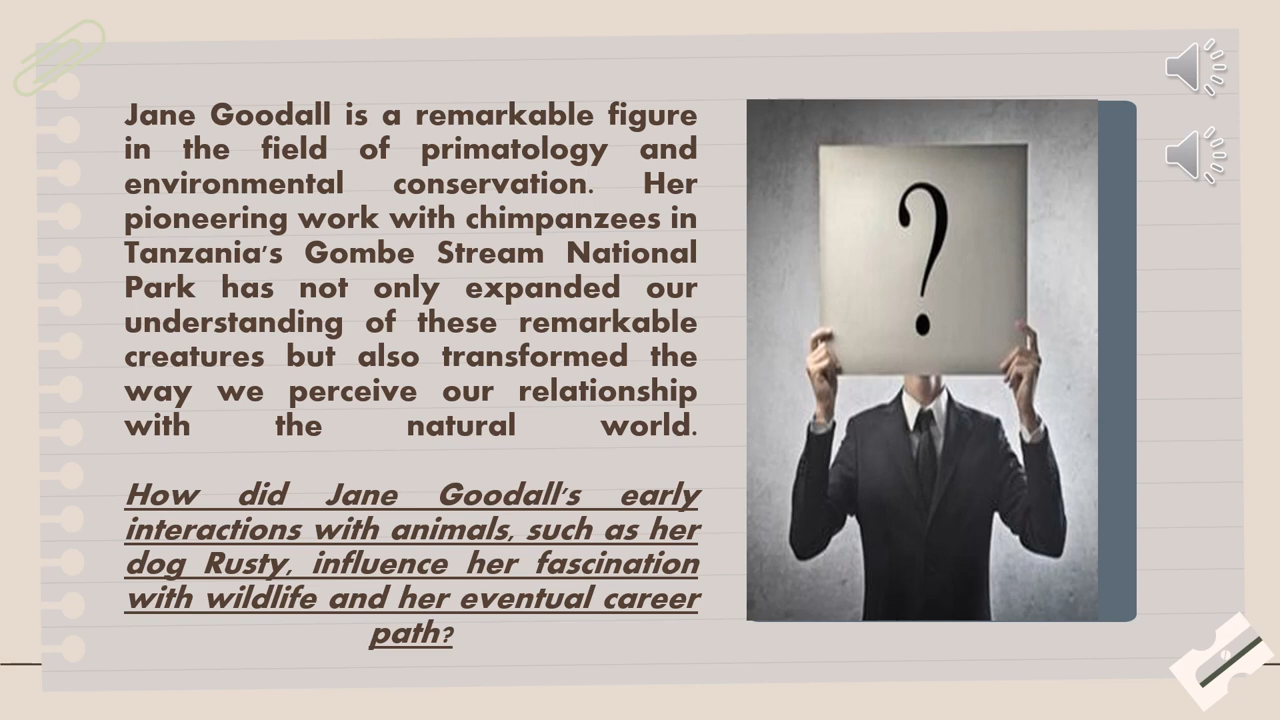 Jane Goodall is a remarkable figure
in the field of primatology and
environmental conservation. Her
pioneering work with chimpanzees in
Tanzania's Gombe Stream National
Park has not only expanded our
understanding of these remarkable
creatures but also transformed the
way we perceive our relationship
with the natural world.
How did Jane Goodall's early
interactions with animals, such as her
dog Rusty, influence her fascination
with wildlife and her eventual career
path?
?